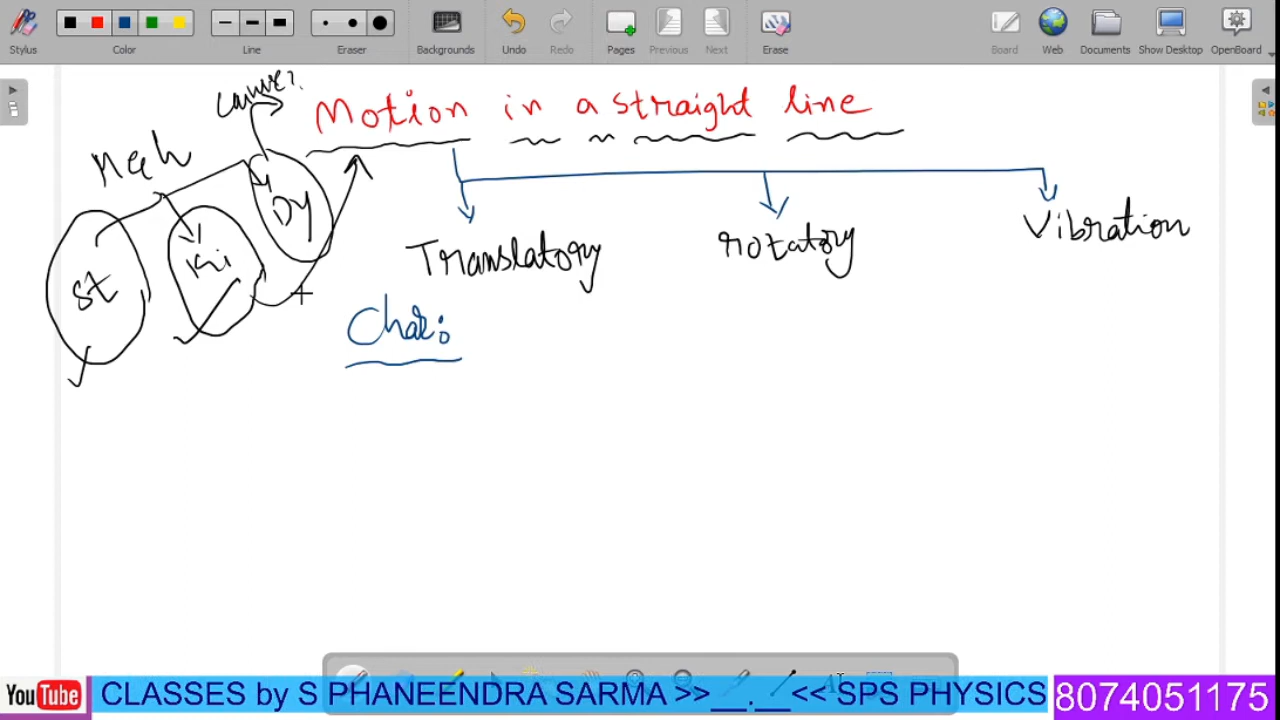 Stylus
Color
Line
Eraser
Backgrounds
Undo
Redo
Pages
Previous
Next
Erase
Board
Web
Documents
Show Desktop
OpenBoard
Cause?
Motion in a straight line
Mech
St
Ki
Dy
Translatory
rotatory
Vibration
Char:
YouTube
CLASSES by S PHANEENDRA SARMA >>__.__<< SPS PHYSICS
8074051175